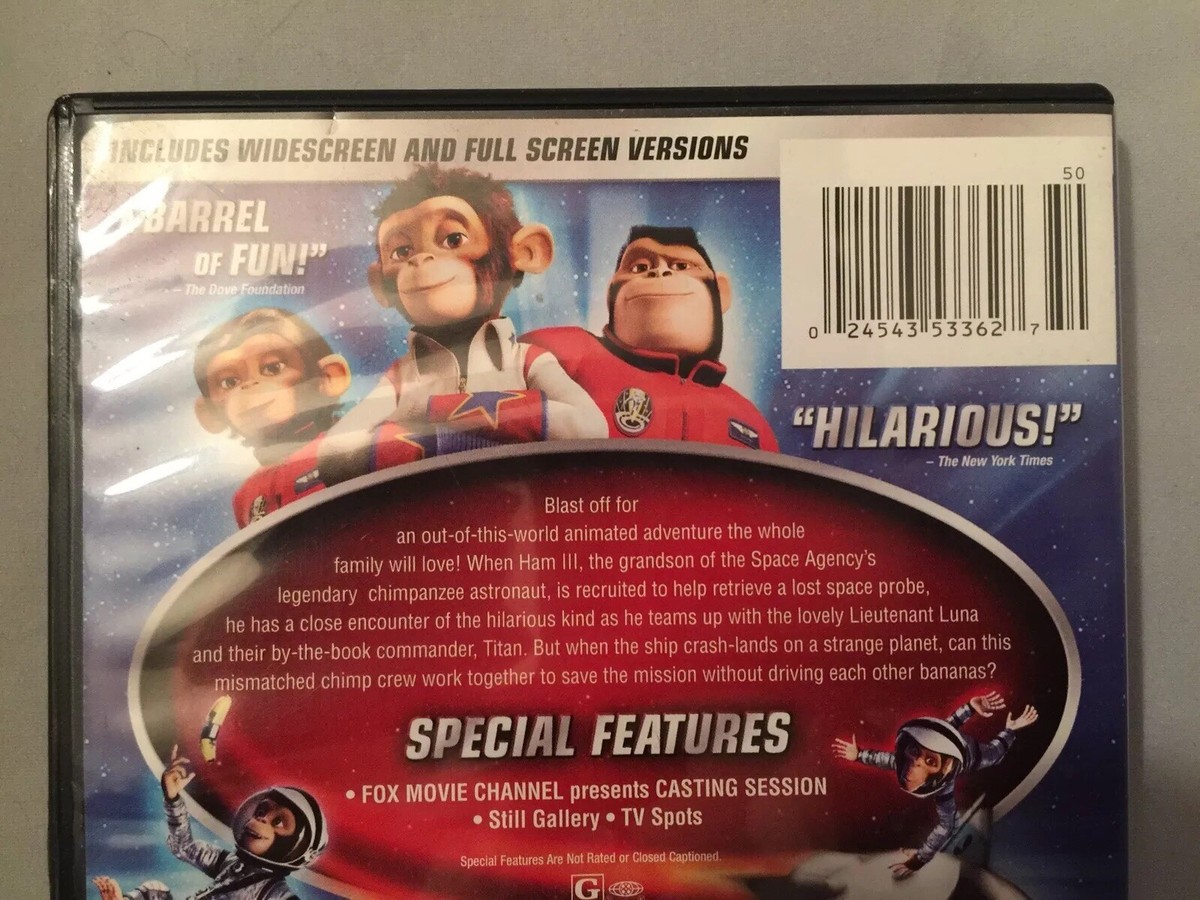 INCLUDES WIDESCREEN AND FULL SCREEN VERSIONS
BARREL
OF FUN!”
– The Dove Foundation
50
0 24543 53362 7
“HILARIOUS!”
– The New York Times
Blast off for
an out-of-this-world animated adventure the whole
family will love! When Ham III, the grandson of the Space Agency’s
legendary chimpanzee astronaut, is recruited to help retrieve a lost space probe,
he has a close encounter of the hilarious kind as he teams up with the lovely Lieutenant Luna
and their by-the-book commander, Titan. But when the ship crash-lands on a strange planet, can this
mismatched chimp crew work together to save the mission without driving each other bananas?
SPECIAL FEATURES
• FOX MOVIE CHANNEL presents CASTING SESSION
• Still Gallery • TV Spots
Special Features Are Not Rated or Closed Captioned.
G